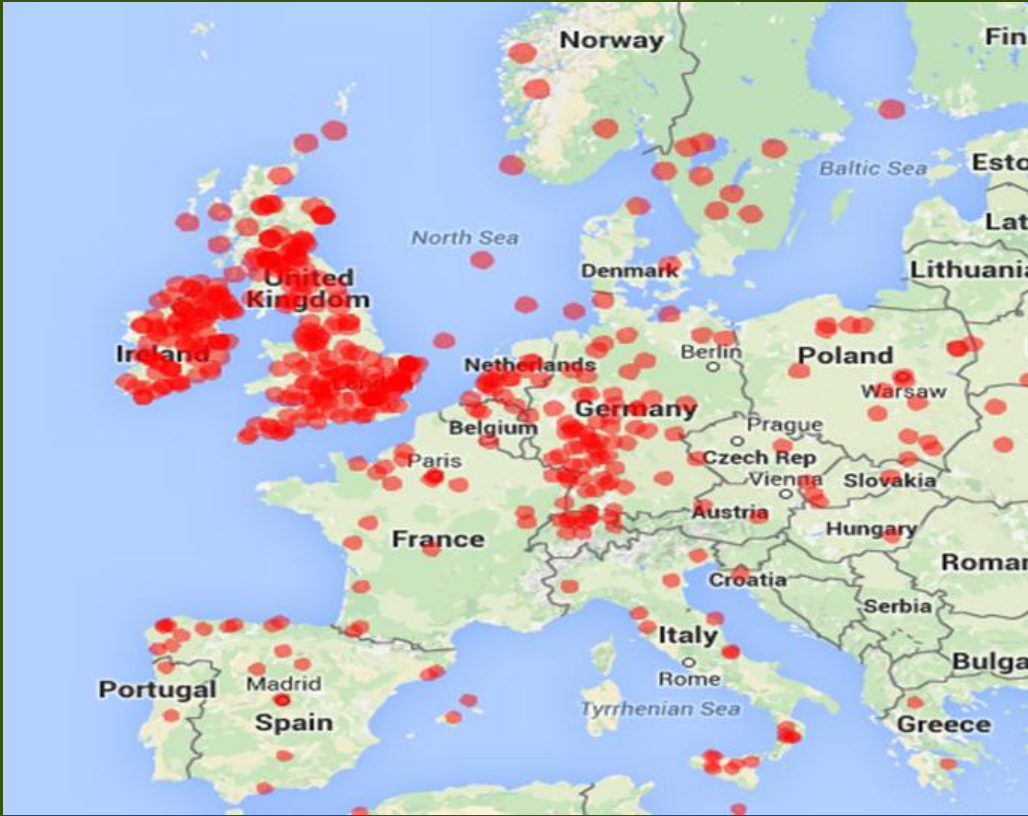 Norway
Fin
Baltic Sea
Esto
North Sea
Lat
Denmark
Lithuania
United
Kingdom
Ireland
Netherlands
Berlin
Poland
Warsaw
Germany
Belgium
Prague
Czech Rep
Paris
Vienna
Slovakia
Austria
France
Hungary
Roman
Croatia
Serbia
Italy
Bulga
Rome
Portugal
Madrid
Spain
Tyrrhenian Sea
Greece